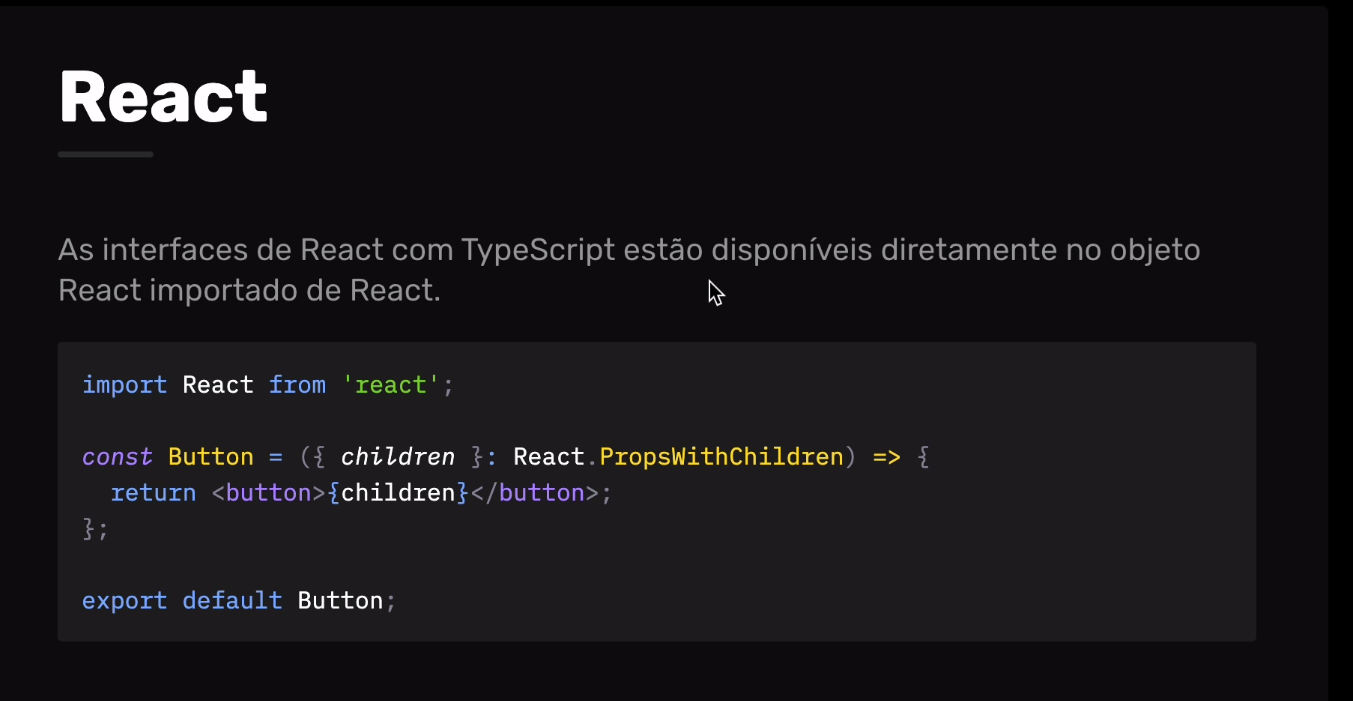 React
As interfaces de React com TypeScript estão disponíveis diretamente no objeto
React importado de React.
import React from 'react';
const Button = ({ children }: React.PropsWithChildren) => {
  return <button>{children}</button>;
};
export default Button;